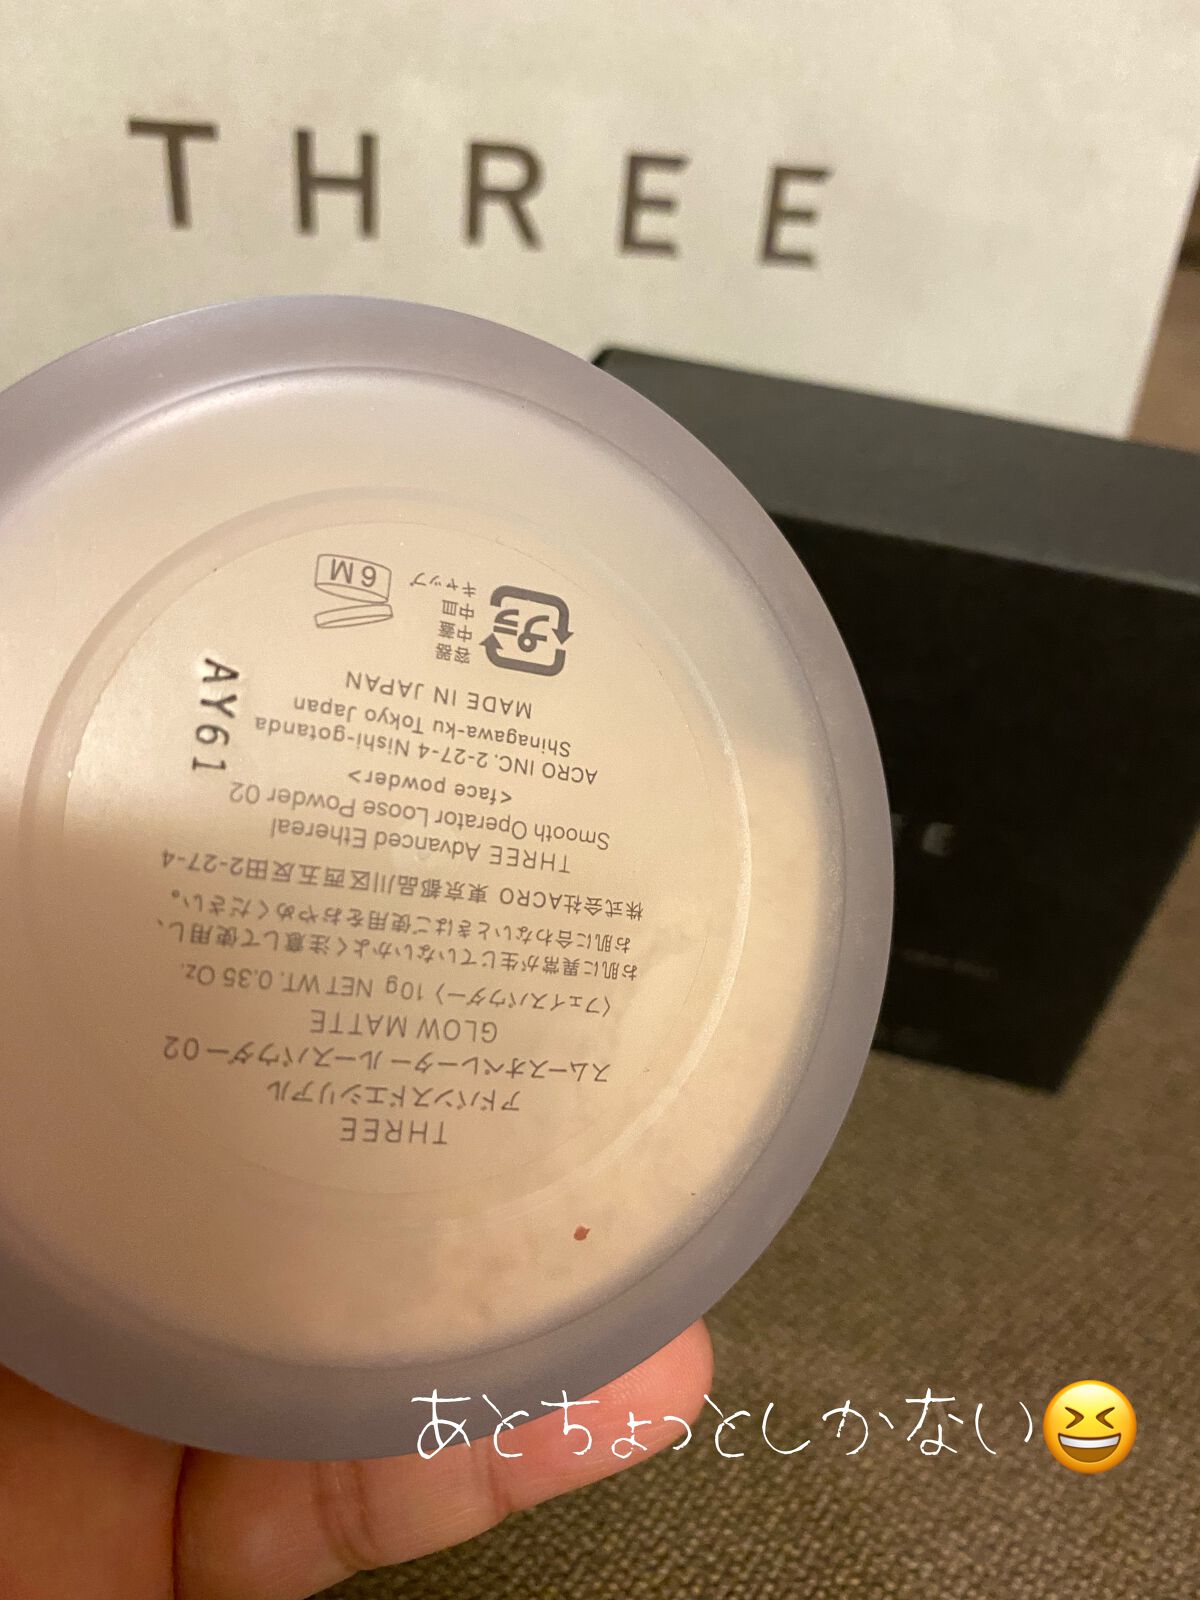 THREE
THREE
アドバンスドエシリアル
スムースオペレーター ルースパウダー 02
GLOW MATTE
〈フェイスパウダー〉 10g NET WT. 0.35 Oz.
お肌に異常が生じていないかよく注意して使用し、
お肌に合わないときはご使用をおやめください。
株式会社ACRO 東京都品川区西五反田2-27-4
THREE Advanced Ethereal
Smooth Operator Loose Powder 02
<face powder>
ACRO INC. 2-27-4 Nishi-gotanda
Shinagawa-ku Tokyo Japan
MADE IN JAPAN
プラ
容器
中蓋
中皿
キャップ
6M
AY61
あとちょっとしかない😆